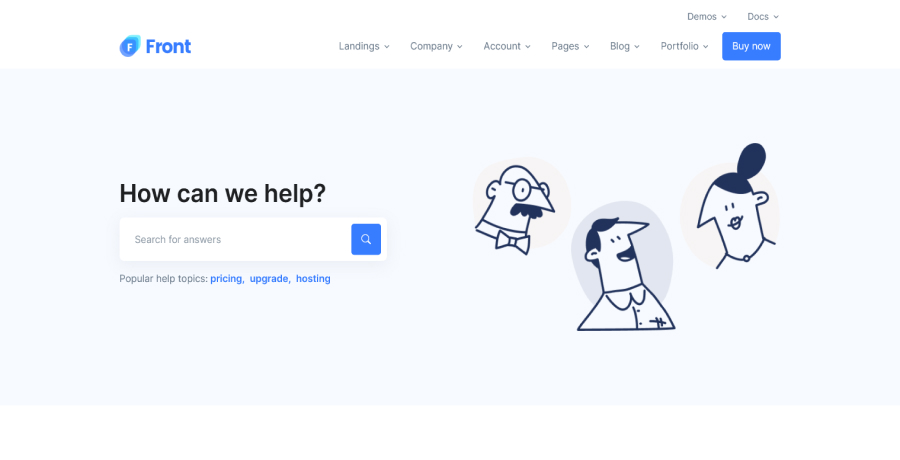 Demos Docs
F Front Landings Company Account Pages Blog Portfolio Buy now
How can we help?
Search for answers
Popular help topics: pricing, upgrade, hosting